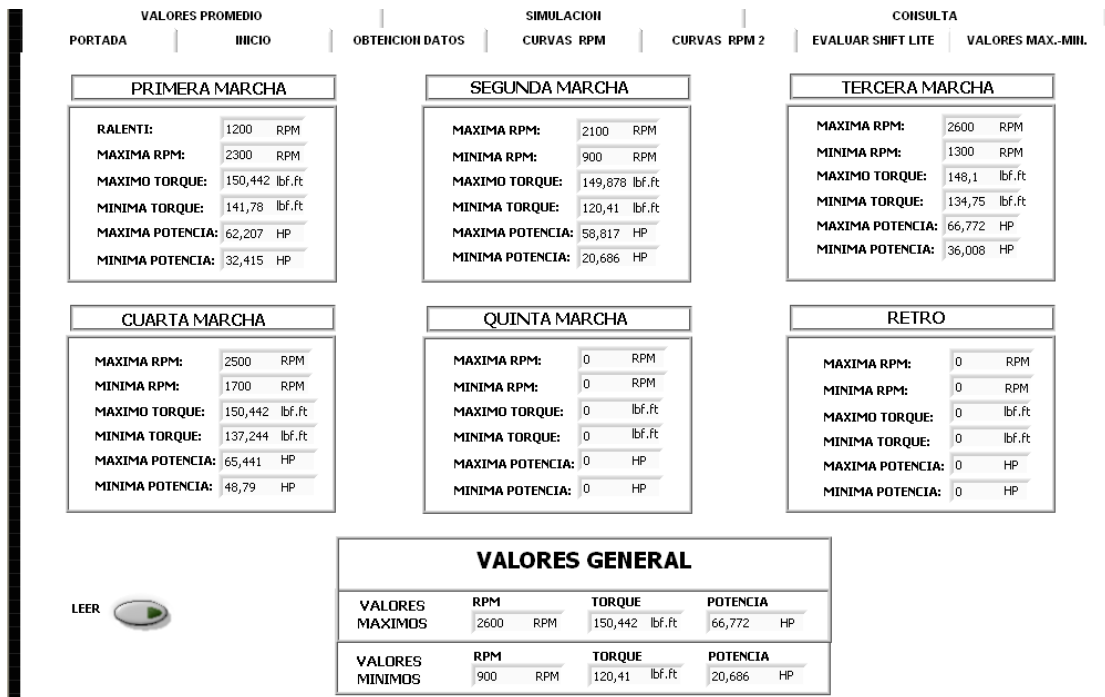 VALORES PROMEDIO SIMULACION CONSULTA
PORTADA INICIO OBTENCION DATOS CURVAS RPM CURVAS RPM 2 EVALUAR SHIFT LITE VALORES MAX.-MIN.
PRIMERA MARCHA
RALENTI: 1200 RPM
MAXIMA RPM: 2300 RPM
MAXIMO TORQUE: 150,442 lbf.ft
MINIMA TORQUE: 141,78 lbf.ft
MAXIMA POTENCIA: 62,207 HP
MINIMA POTENCIA: 32,415 HP
SEGUNDA MARCHA
MAXIMA RPM: 2100 RPM
MINIMA RPM: 900 RPM
MAXIMO TORQUE: 149,878 lbf.ft
MINIMA TORQUE: 120,41 lbf.ft
MAXIMA POTENCIA: 58,817 HP
MINIMA POTENCIA: 20,686 HP
TERCERA MARCHA
MAXIMA RPM: 2600 RPM
MINIMA RPM: 1300 RPM
MAXIMO TORQUE: 148,1 lbf.ft
MINIMA TORQUE: 134,75 lbf.ft
MAXIMA POTENCIA: 66,772 HP
MINIMA POTENCIA: 36,008 HP
CUARTA MARCHA
MAXIMA RPM: 2500 RPM
MINIMA RPM: 1700 RPM
MAXIMO TORQUE: 150,442 lbf.ft
MINIMA TORQUE: 137,244 lbf.ft
MAXIMA POTENCIA: 65,441 HP
MINIMA POTENCIA: 48,79 HP
QUINTA MARCHA
MAXIMA RPM: 0 RPM
MINIMA RPM: 0 RPM
MAXIMO TORQUE: 0 lbf.ft
MINIMA TORQUE: 0 lbf.ft
MAXIMA POTENCIA: 0 HP
MINIMA POTENCIA: 0 HP
RETRO
MAXIMA RPM: 0 RPM
MINIMA RPM: 0 RPM
MAXIMO TORQUE: 0 lbf.ft
MINIMA TORQUE: 0 lbf.ft
MAXIMA POTENCIA: 0 HP
MINIMA POTENCIA: 0 HP
LEER
VALORES GENERAL
RPM TORQUE POTENCIA
VALORES MAXIMOS 2600 RPM 150,442 lbf.ft 66,772 HP
RPM TORQUE POTENCIA
VALORES MINIMOS 900 RPM 120,41 lbf.ft 20,686 HP